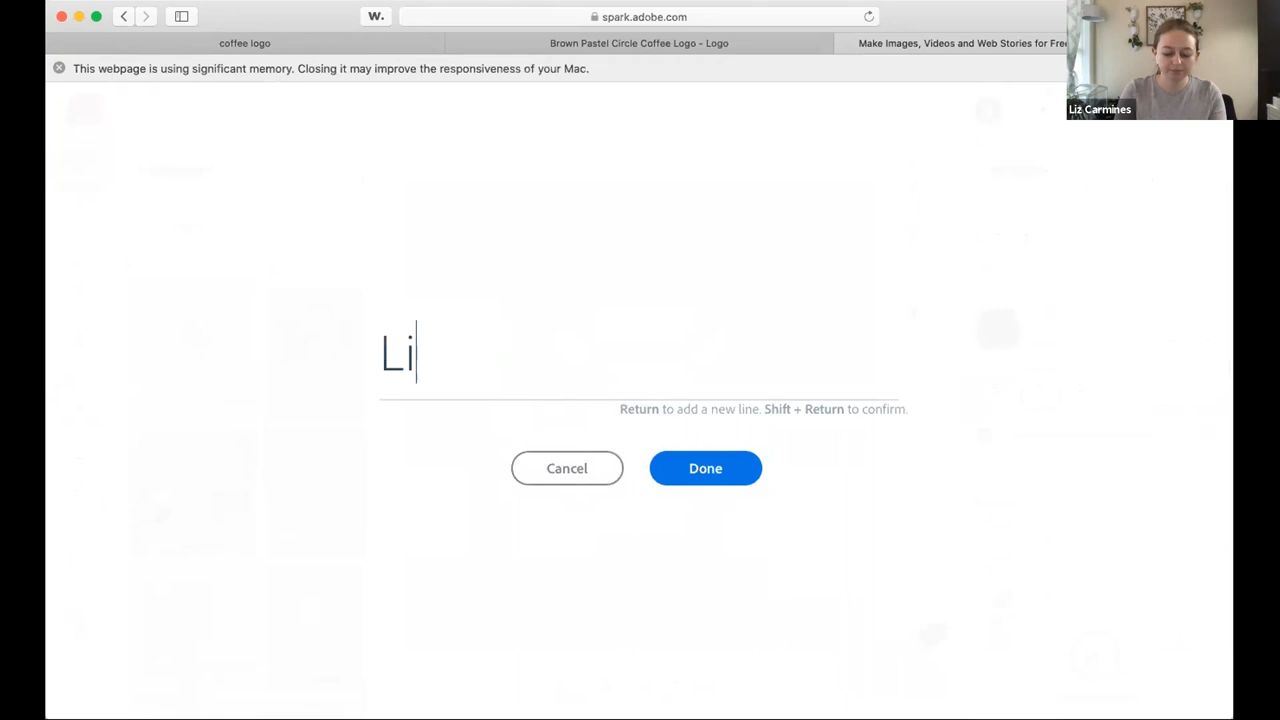 W.
spark.adobe.com
coffee logo
Brown Pastel Circle Coffee Logo - Logo
Make Images, Videos and Web Stories for Free
This webpage is using significant memory. Closing it may improve the responsiveness of your Mac.
Liz Carmines
Li
Return to add a new line. Shift + Return to confirm.
Cancel
Done